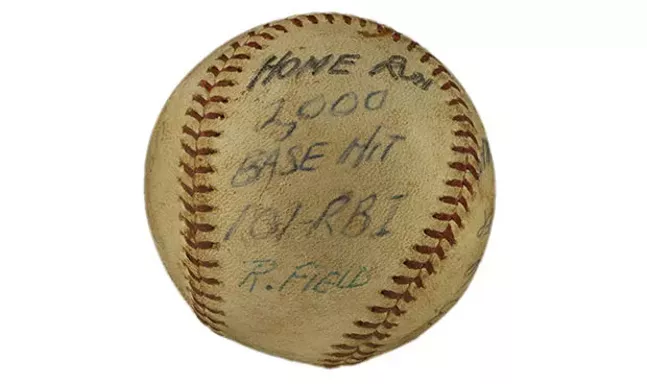 HOME RUN
2,000
BASE HIT
101-RBI
R. FIELD